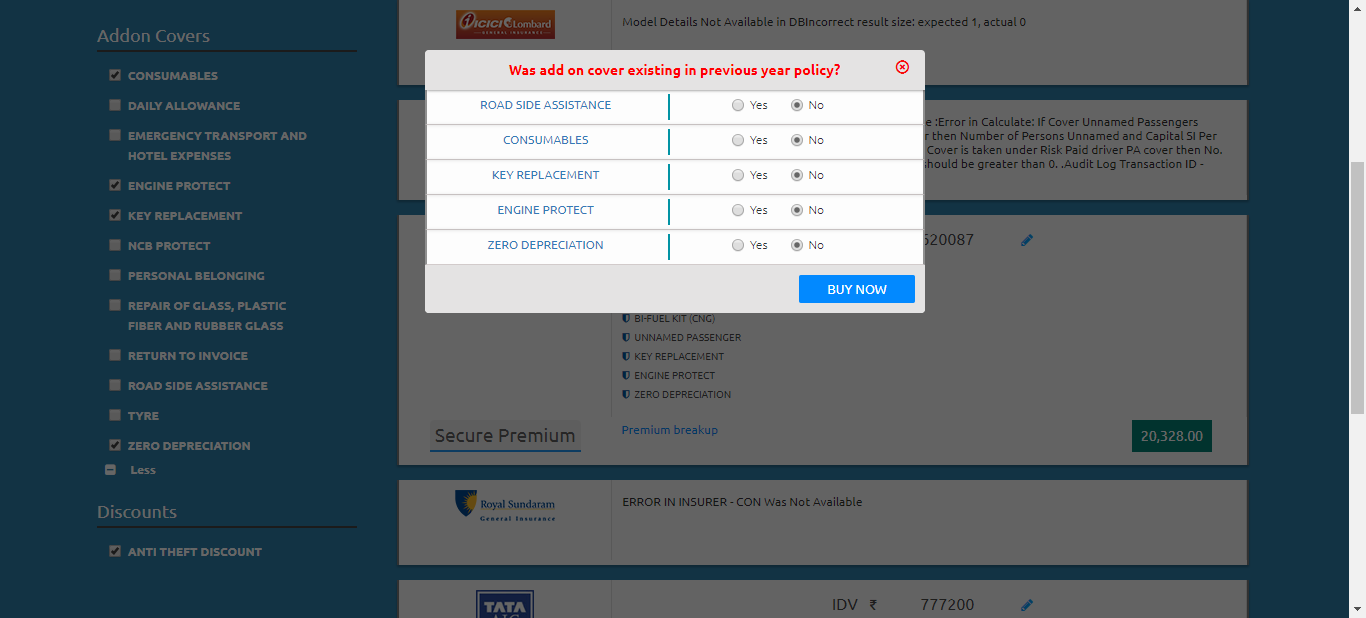 Addon Covers
CONSUMABLES
DAILY ALLOWANCE
EMERGENCY TRANSPORT AND
HOTEL EXPENSES
ENGINE PROTECT
KEY REPLACEMENT
NCB PROTECT
PERSONAL BELONGING
REPAIR OF GLASS, PLASTIC
FIBER AND RUBBER GLASS
RETURN TO INVOICE
ROAD SIDE ASSISTANCE
TYRE
ZERO DEPRECIATION
Less
Discounts
ANTI THEFT DISCOUNT
ICICI Lombard
GENERAL INSURANCE
Model Details Not Available in DBIncorrect result size: expected 1, actual 0
Was add on cover existing in previous year policy?
ROAD SIDE ASSISTANCE Yes No
CONSUMABLES Yes No
KEY REPLACEMENT Yes No
ENGINE PROTECT Yes No
ZERO DEPRECIATION Yes No
BUY NOW
e :Error in Calculate: If Cover Unnamed Passengers
r then Number of Persons Unnamed and Capital SI Per
Cover is taken under Risk Paid driver PA cover then No.
hould be greater than 0. .Audit Log Transaction ID -
620087
BI-FUEL KIT (CNG)
UNNAMED PASSENGER
KEY REPLACEMENT
ENGINE PROTECT
ZERO DEPRECIATION
Secure Premium
Premium breakup
20,328.00
Royal Sundaram
General Insurance
ERROR IN INSURER - CON Was Not Available
TATA
AIG
IDV ₹ 777200